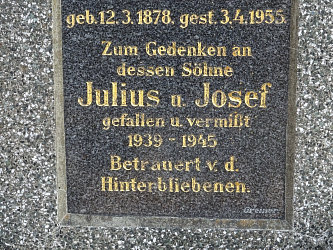 geb. 12.3.1878. gest. 3.4.1955.
Zum Gedenken an
dessen Söhne
Julius u. Josef
gefallen u. vermißt
1939 - 1945
Betrauert v. d.
Hinterbliebenen.
Greiner